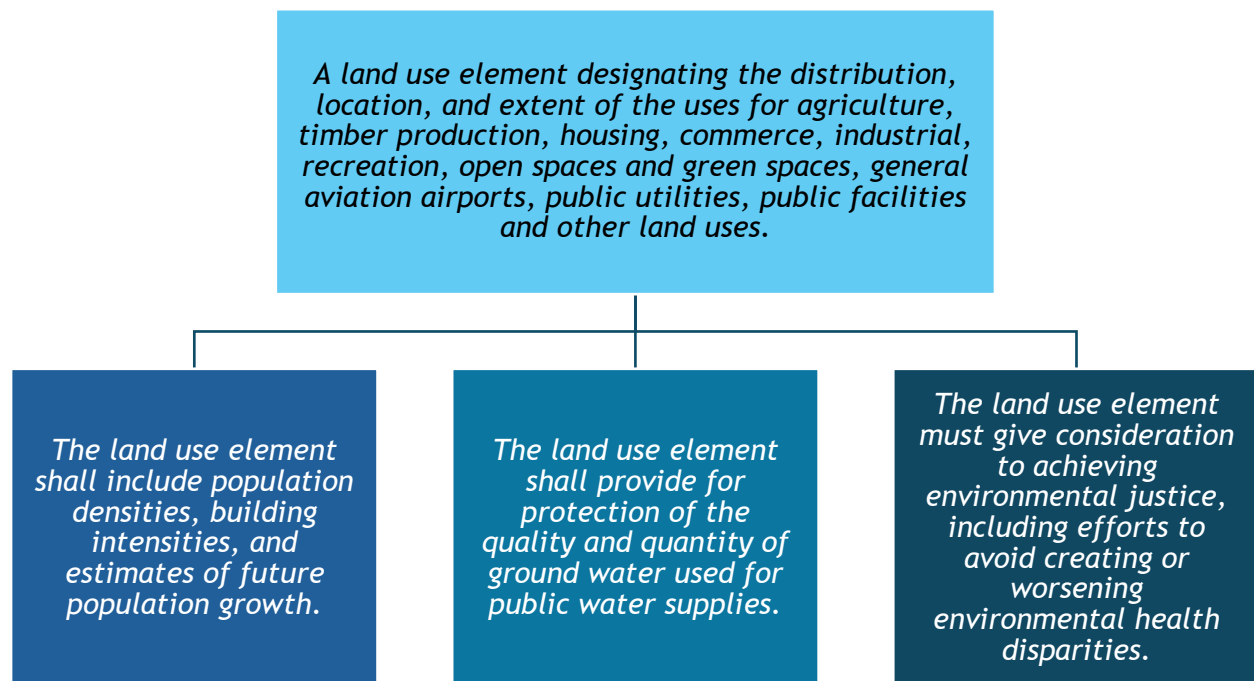 A land use element designating the distribution,
location, and extent of the uses for agriculture,
timber production, housing, commerce, industrial,
recreation, open spaces and green spaces, general
aviation airports, public utilities, public facilities
and other land uses.
The land use element
shall include population
densities, building
intensities, and
estimates of future
population growth.
The land use element
shall provide for
protection of the
quality and quantity of
ground water used for
public water supplies.
The land use element
must give consideration
to achieving
environmental justice,
including efforts to
avoid creating or
worsening
environmental health
disparities.